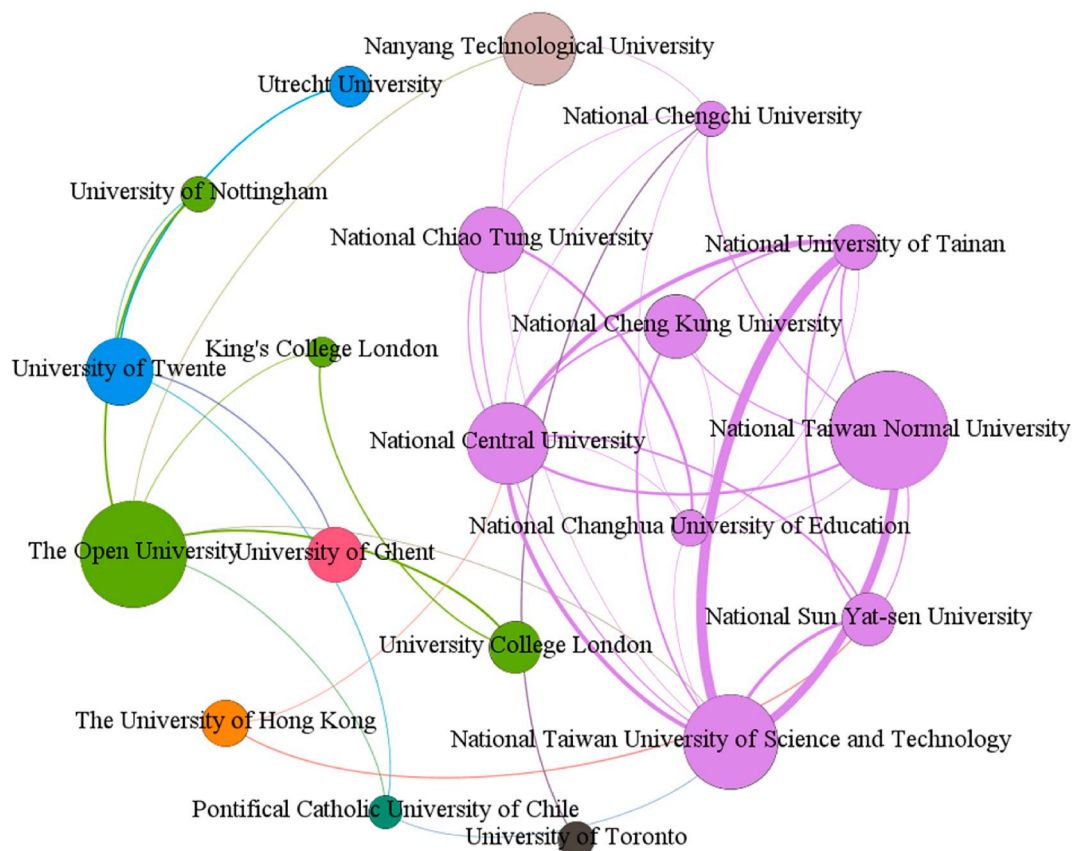 Nanyang Technological University
Utrecht University
National Chengchi University
University of Nottingham
National Chiao Tung University
National University of Tainan
National Cheng Kung University
King's College London
University of Twente
National Taiwan Normal University
National Central University
National Changhua University of Education
The Open University
University of Ghent
National Sun Yat-sen University
University College London
The University of Hong Kong
National Taiwan University of Science and Technology
Pontifical Catholic University of Chile
University of Toronto